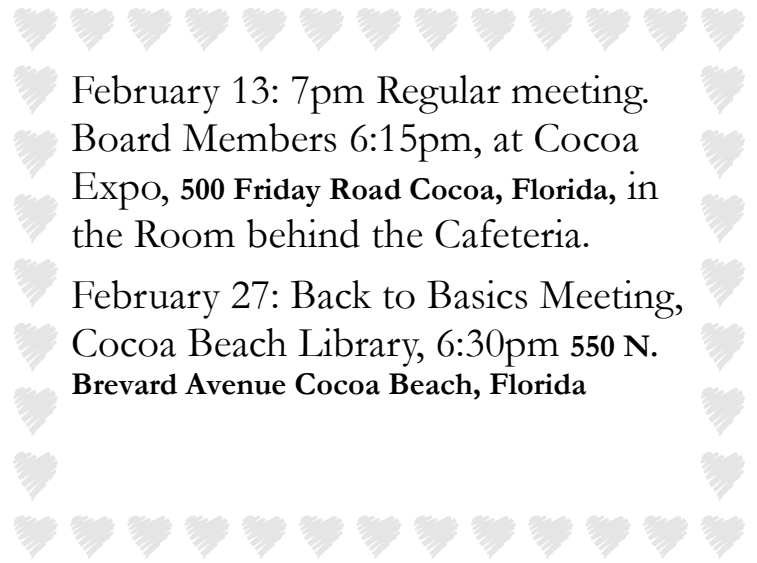 February 13: 7pm Regular meeting.
Board Members 6:15pm, at Cocoa
Expo, 500 Friday Road Cocoa, Florida, in
the Room behind the Cafeteria.
February 27: Back to Basics Meeting,
Cocoa Beach Library, 6:30pm 550 N.
Brevard Avenue Cocoa Beach, Florida